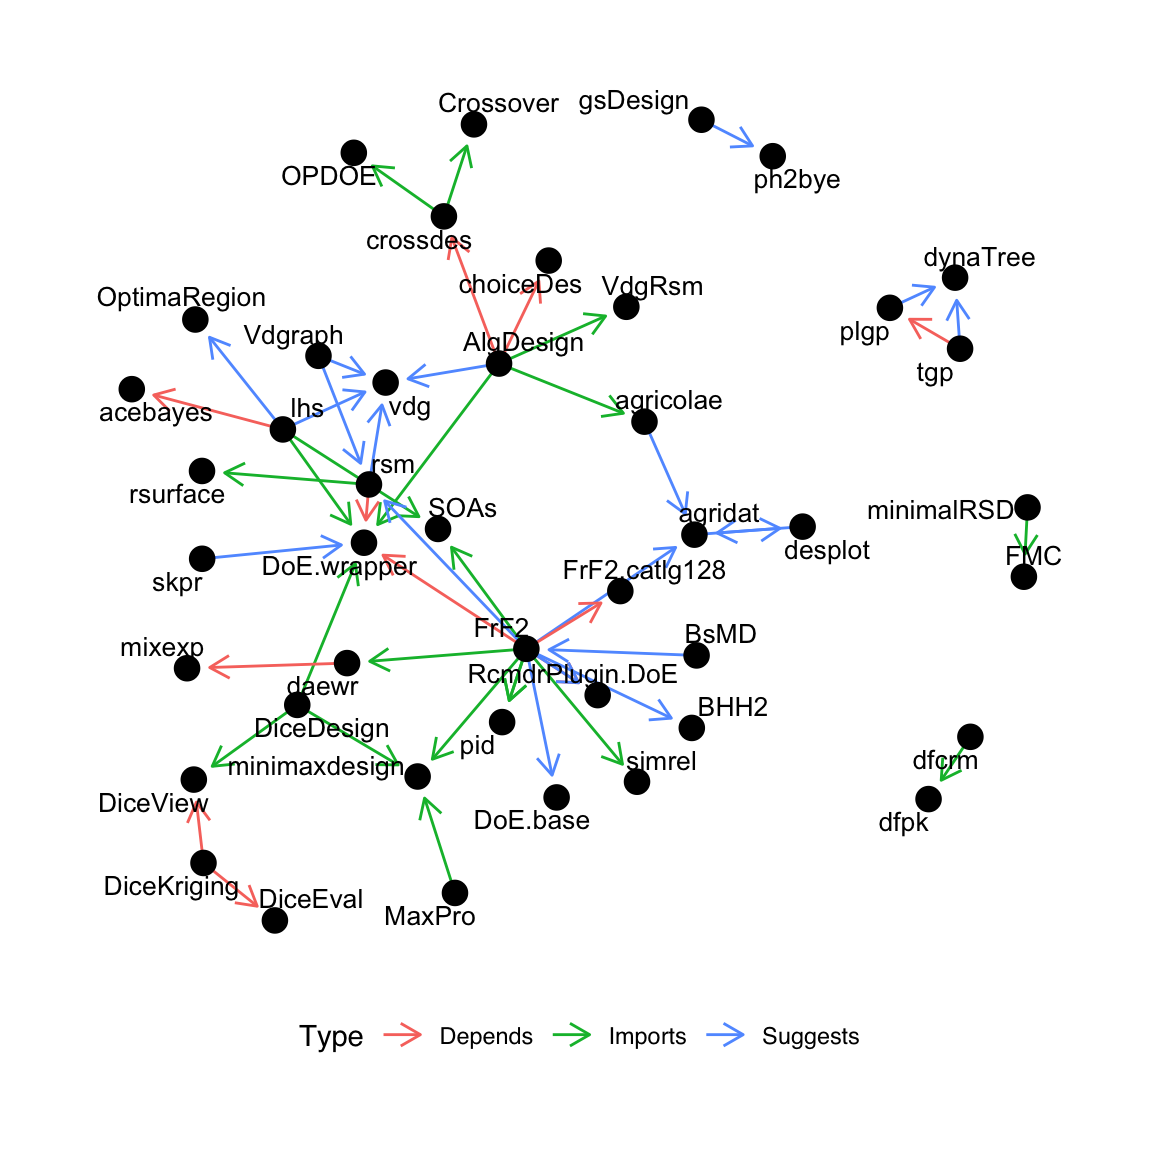 Crossover
gsDesign
OPDOE
ph2bye
crossdes
dynaTree
choiceDes
VdgRsm
OptimaRegion
Vdgraph
plgp
AlgDesign
tgp
acebayes
lhs
vdg
agricolae
rsm
rsurface
SOAs
agridat
minimalRSD
desplot
FMC
skpr
DoE.wrapper
FrF2.catlg128
FrF2
BsMD
mixexp
daewr
RcmdrPlugin.DoE
BHH2
DiceDesign
pid
minimaxdesign
simrel
dfcrm
DiceView
DoE.base
dfpk
DiceKriging
DiceEval
MaxPro
Type Depends Imports Suggests